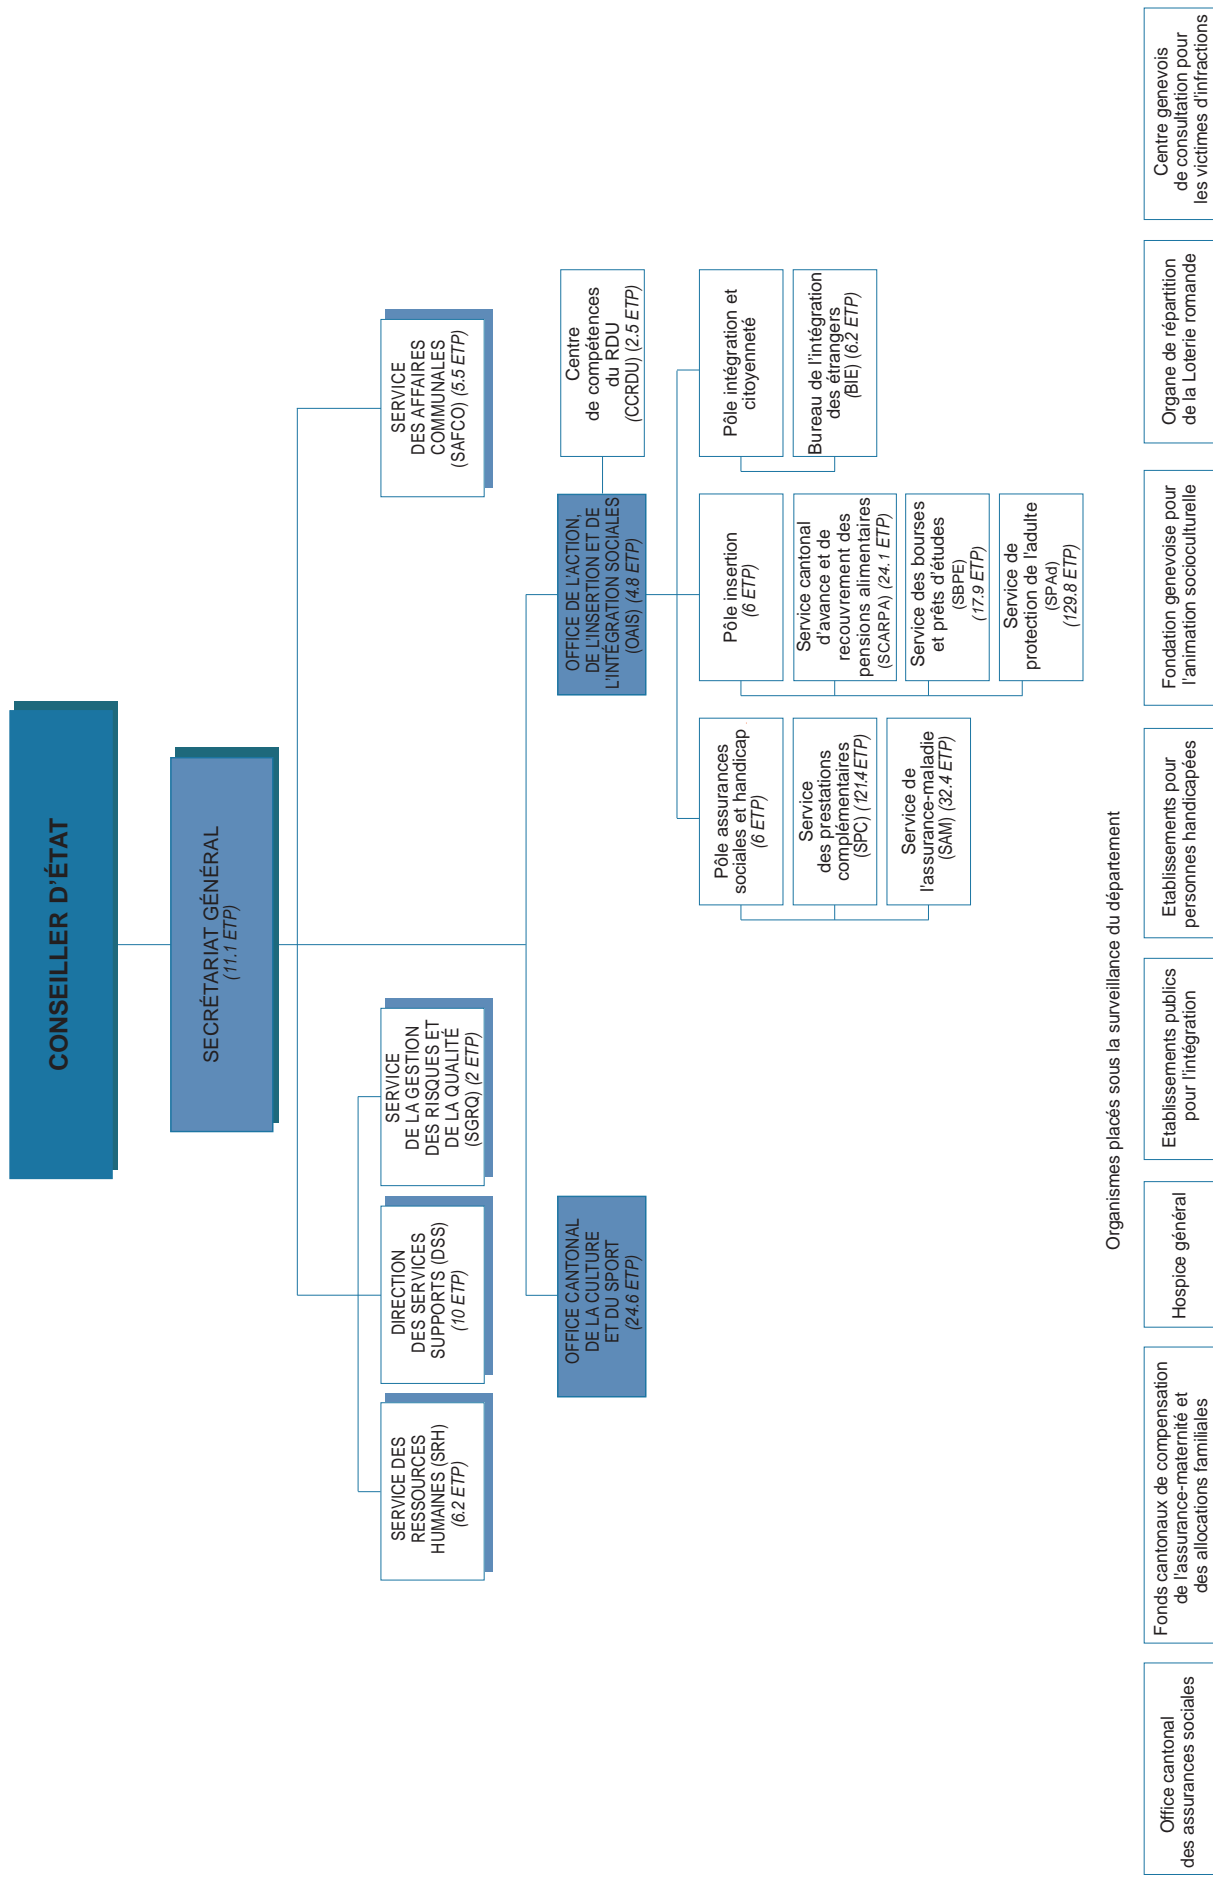 CONSEILLER D'ÉTAT
SECRÉTARIAT GÉNÉRAL
(11.1 ETP)
SERVICE DES
RESSOURCES
HUMAINES (SRH)
(6.2 ETP)
DIRECTION
DES SERVICES
SUPPORTS (DSS)
(10 ETP)
SERVICE
DE LA GESTION
DES RISQUES ET
DE LA QUALITÉ
(SGRQ) (2 ETP)
SERVICE
DES AFFAIRES
COMMUNALES
(SAFCO) (5.5 ETP)
OFFICE CANTONAL
DE LA CULTURE
ET DU SPORT
(24.6 ETP)
OFFICE DE L'ACTION,
DE L'INSERTION ET DE
L'INTÉGRATION SOCIALES
(OAIS) (4.8 ETP)
Centre
de compétences
du RDU
(CCRDU) (2.5 ETP)
Pôle assurances
sociales et handicap
(6 ETP)
Service
des prestations
complémentaires
(SPC) (121.4 ETP)
Service de
l'assurance-maladie
(SAM) (32.4 ETP)
Pôle insertion
(6 ETP)
Service cantonal
d'avance et de
recouvrement des
pensions alimentaires
(SCARPA) (24.1 ETP)
Service des bourses
et prêts d'études
(SBPE)
(17.9 ETP)
Service de
protection de l'adulte
(SPAd)
(129.8 ETP)
Pôle intégration et
citoyenneté
Bureau de l'intégration
des étrangers
(BIE) (6.2 ETP)
Organismes placés sous la surveillance du département
Office cantonal
des assurances sociales
Fonds cantonaux de compensation
de l'assurance-maternité et
des allocations familiales
Hospice général
Etablissements publics
pour l'intégration
Etablissements pour
personnes handicapées
Fondation genevoise pour
l'animation socioculturelle
Organe de répartition
de la Loterie romande
Centre genevois
de consultation pour
les victimes d'infractions